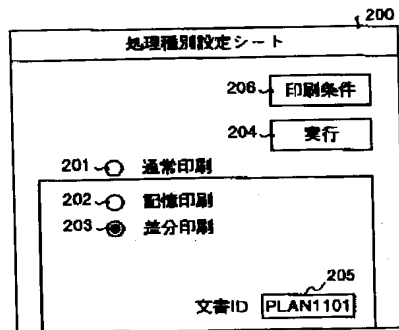 200
処理種別設定シート
206 印刷条件
204 実行
201 通常印刷
202 記憶印刷
203 差分印刷
205
文書ID PLAN1101